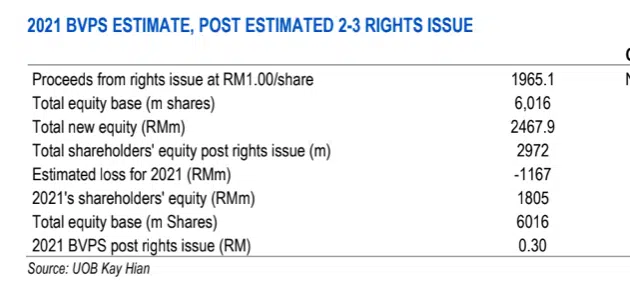 2021 BVPS ESTIMATE, POST ESTIMATED 2-3 RIGHTS ISSUE
Proceeds from rights issue at RM1.00/share 1965.1
Total equity base (m shares) 6,016
Total new equity (RMm) 2467.9
Total shareholders' equity post rights issue (m) 2972
Estimated loss for 2021 (RMm) -1167
2021's shareholders' equity (RMm) 1805
Total equity base (m Shares) 6016
2021 BVPS post rights issue (RM) 0.30
Source: UOB Kay Hian